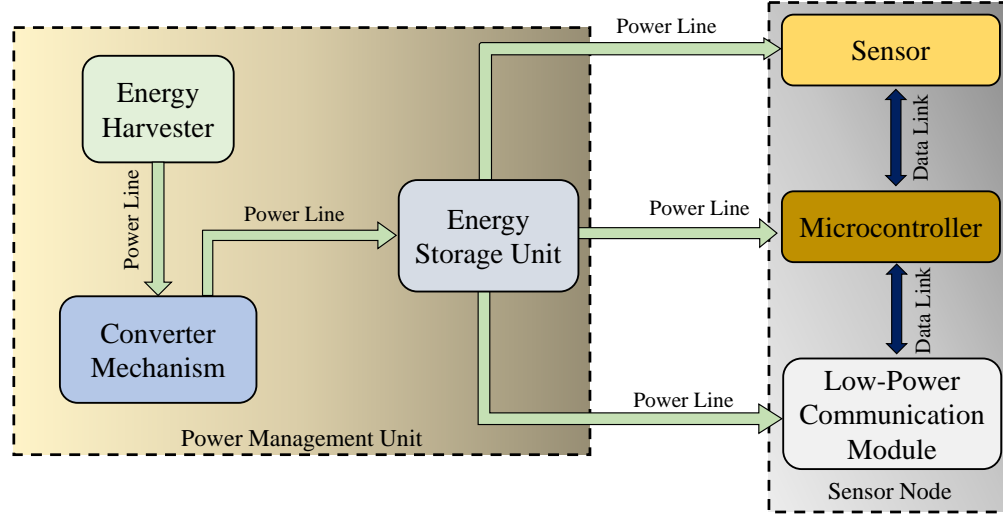 Energy
Harvester
Power Line
Converter
Mechanism
Power Line
Energy
Storage Unit
Power Management Unit
Power Line
Power Line
Power Line
Sensor
Data Link
Microcontroller
Data Link
Low-Power
Communication
Module
Sensor Node